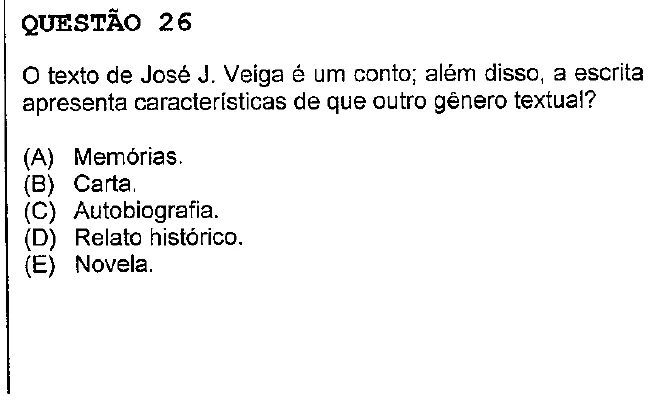 QUESTÃO 26
O texto de José J. Veiga é um conto; além disso, a escrita
apresenta características de que outro gênero textual?
(A) Memórias.
(B) Carta.
(C) Autobiografia.
(D) Relato histórico.
(E) Novela.